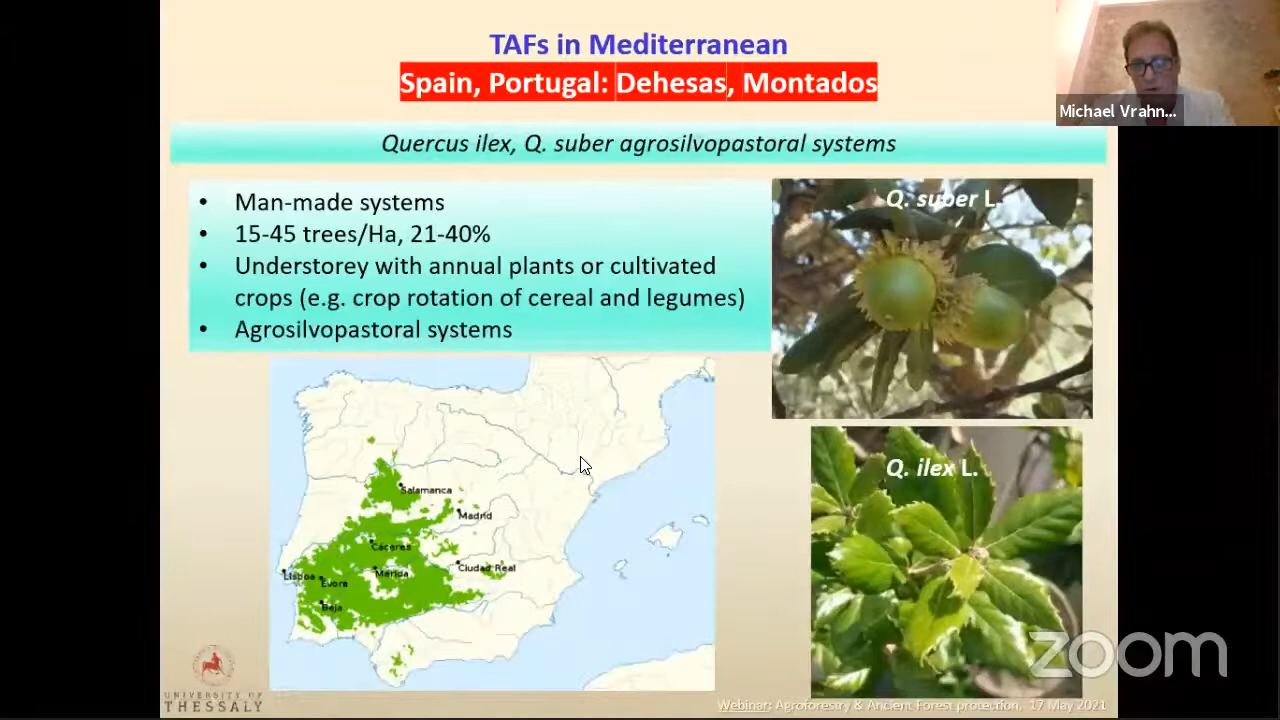 TAFs in Mediterranean
Spain, Portugal: Dehesas, Montados
Michael Vrahn...
Quercus ilex, Q. suber agrosilvopastoral systems
• Man-made systems
• 15-45 trees/Ha, 21-40%
• Understorey with annual plants or cultivated
crops (e.g. crop rotation of cereal and legumes)
• Agrosilvopastoral systems
Q. suber L.
Q. ilex L.
Salamanca
Madrid
Cáceres
Ciudad Real
Lisboa
Évora
Mérida
Beja
zoom
UNIVERSITY OF
THESSALY
Webinar: Agroforestry & Ancient Forest protection, 17 May 2021